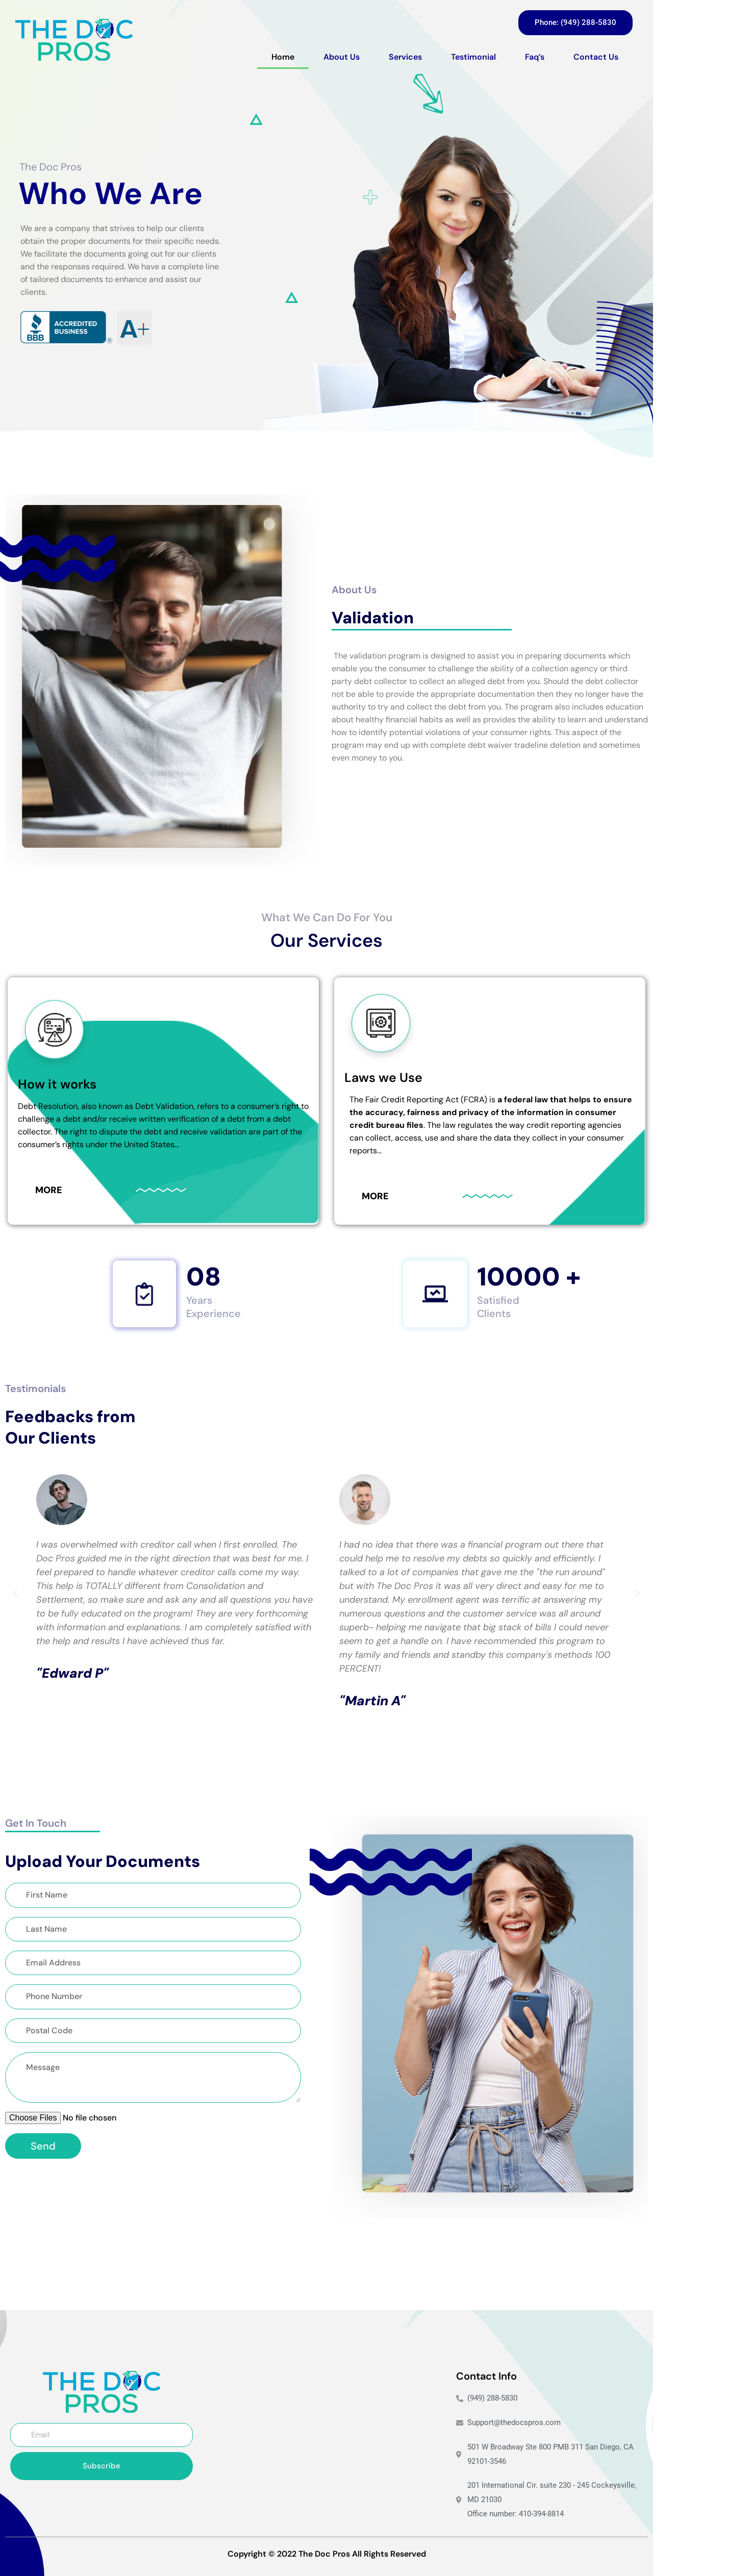 THE DOC
PROS
Phone: (949) 288-5830
Home
About Us
Services
Testimonial
Faq's
Contact Us
The Doc Pros
Who We Are
We are a company that strives to help our clients
obtain the proper documents for their specific needs.
We facilitate the documents going out for our clients
and the responses required. We have a complete line
of tailored documents to enhance and assist our
clients.
BBB
ACCREDITED
BUSINESS
®
A+
About Us
Validation
The validation program is designed to assist you in preparing documents which
enable you the consumer to challenge the ability of a collection agency or third
party debt collector to collect an alleged debt from you. Should the debt collector
not be able to provide the appropriate documentation then they no longer have the
authority to try and collect the debt from you. The program also includes education
about healthy financial habits as well as provides the ability to learn and understand
how to identify potential violations of your consumer rights. This aspect of the
program may end up with complete debt waiver tradeline deletion and sometimes
even money to you.
What We Can Do For You
Our Services
How it works
Debt Resolution, also known as Debt Validation, refers to a consumer's right to
challenge a debt and/or receive written verification of a debt from a debt
collector. The right to dispute the debt and receive validation are part of the
consumer's rights under the United States...
MORE
Laws we Use
The Fair Credit Reporting Act (FCRA) is a federal law that helps to ensure
the accuracy, fairness and privacy of the information in consumer
credit bureau files. The law regulates the way credit reporting agencies
can collect, access, use and share the data they collect in your consumer
reports...
MORE
08
Years
Experience
10000 +
Satisfied
Clients
Testimonials
Feedbacks from
Our Clients
I was overwhelmed with creditor call when I first enrolled. The
Doc Pros guided me in the right direction that was best for me. I
feel prepared to handle whatever creditor calls come my way.
This help is TOTALLY different from Consolidation and
Settlement, so make sure and ask any and all questions you have
to be fully educated on the program! They are very forthcoming
with information and explanations. I am completely satisfied with
the help and results I have achieved thus far.
"Edward P"
I had no idea that there was a financial program out there that
could help me to resolve my debts so quickly and efficiently. I
talked to a lot of companies that gave me the "the run around"
but with The Doc Pros it was all very direct and easy for me to
understand. My enrollment agent was terrific at answering my
numerous questions and the customer service was all around
superb- helping me navigate that big stack of bills I could never
seem to get a handle on. I have recommended this program to
my family and friends and standby this company's methods 100
PERCENT!
"Martin A"
Get In Touch
Upload Your Documents
First Name
Last Name
Email Address
Phone Number
Postal Code
Message
Choose Files No file chosen
Send
THE DOC
PROS
Email
Subscribe
Contact Info
(949) 288-5830
Support@thedocspros.com
501 W Broadway Ste 800 PMB 311 San Diego, CA
92101-3546
201 International Cir. suite 230 - 245 Cockeysville,
MD 21030
Office number: 410-394-8814
Copyright © 2022 The Doc Pros All Rights Reserved